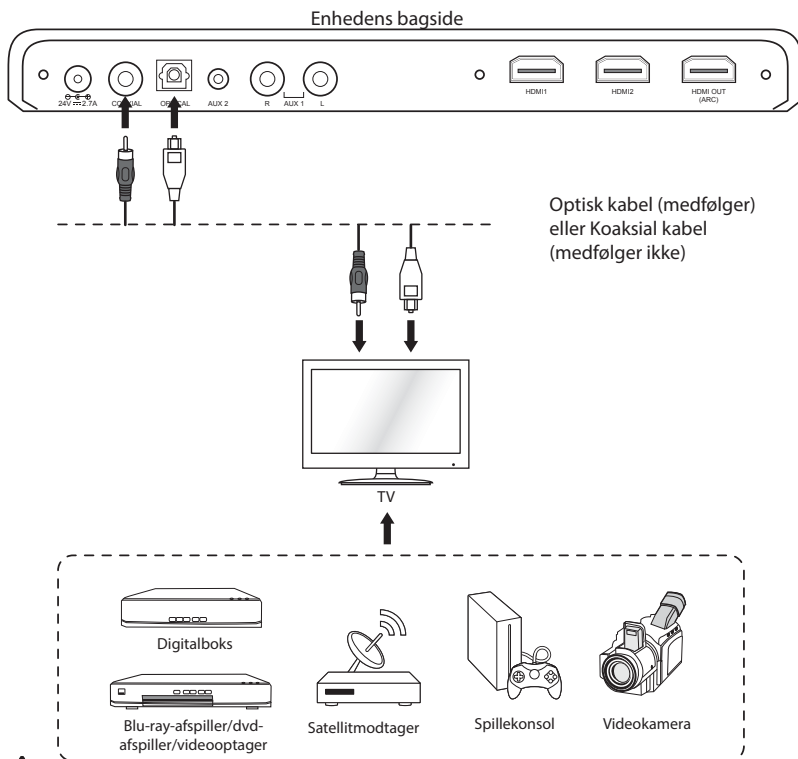 Enhedens bagside
24V 2.7A
COAXIAL
OPTICAL
AUX 2
R
AUX 1
L
HDMI1
HDMI2
HDMI OUT
(ARC)
Optisk kabel (medfølger)
eller Koaksial kabel
(medfølger ikke)
TV
Digitalboks
Blu-ray-afspiller/dvd-
afspiller/videooptager
Satellitmodtager
Spillekonsol
Videokamera